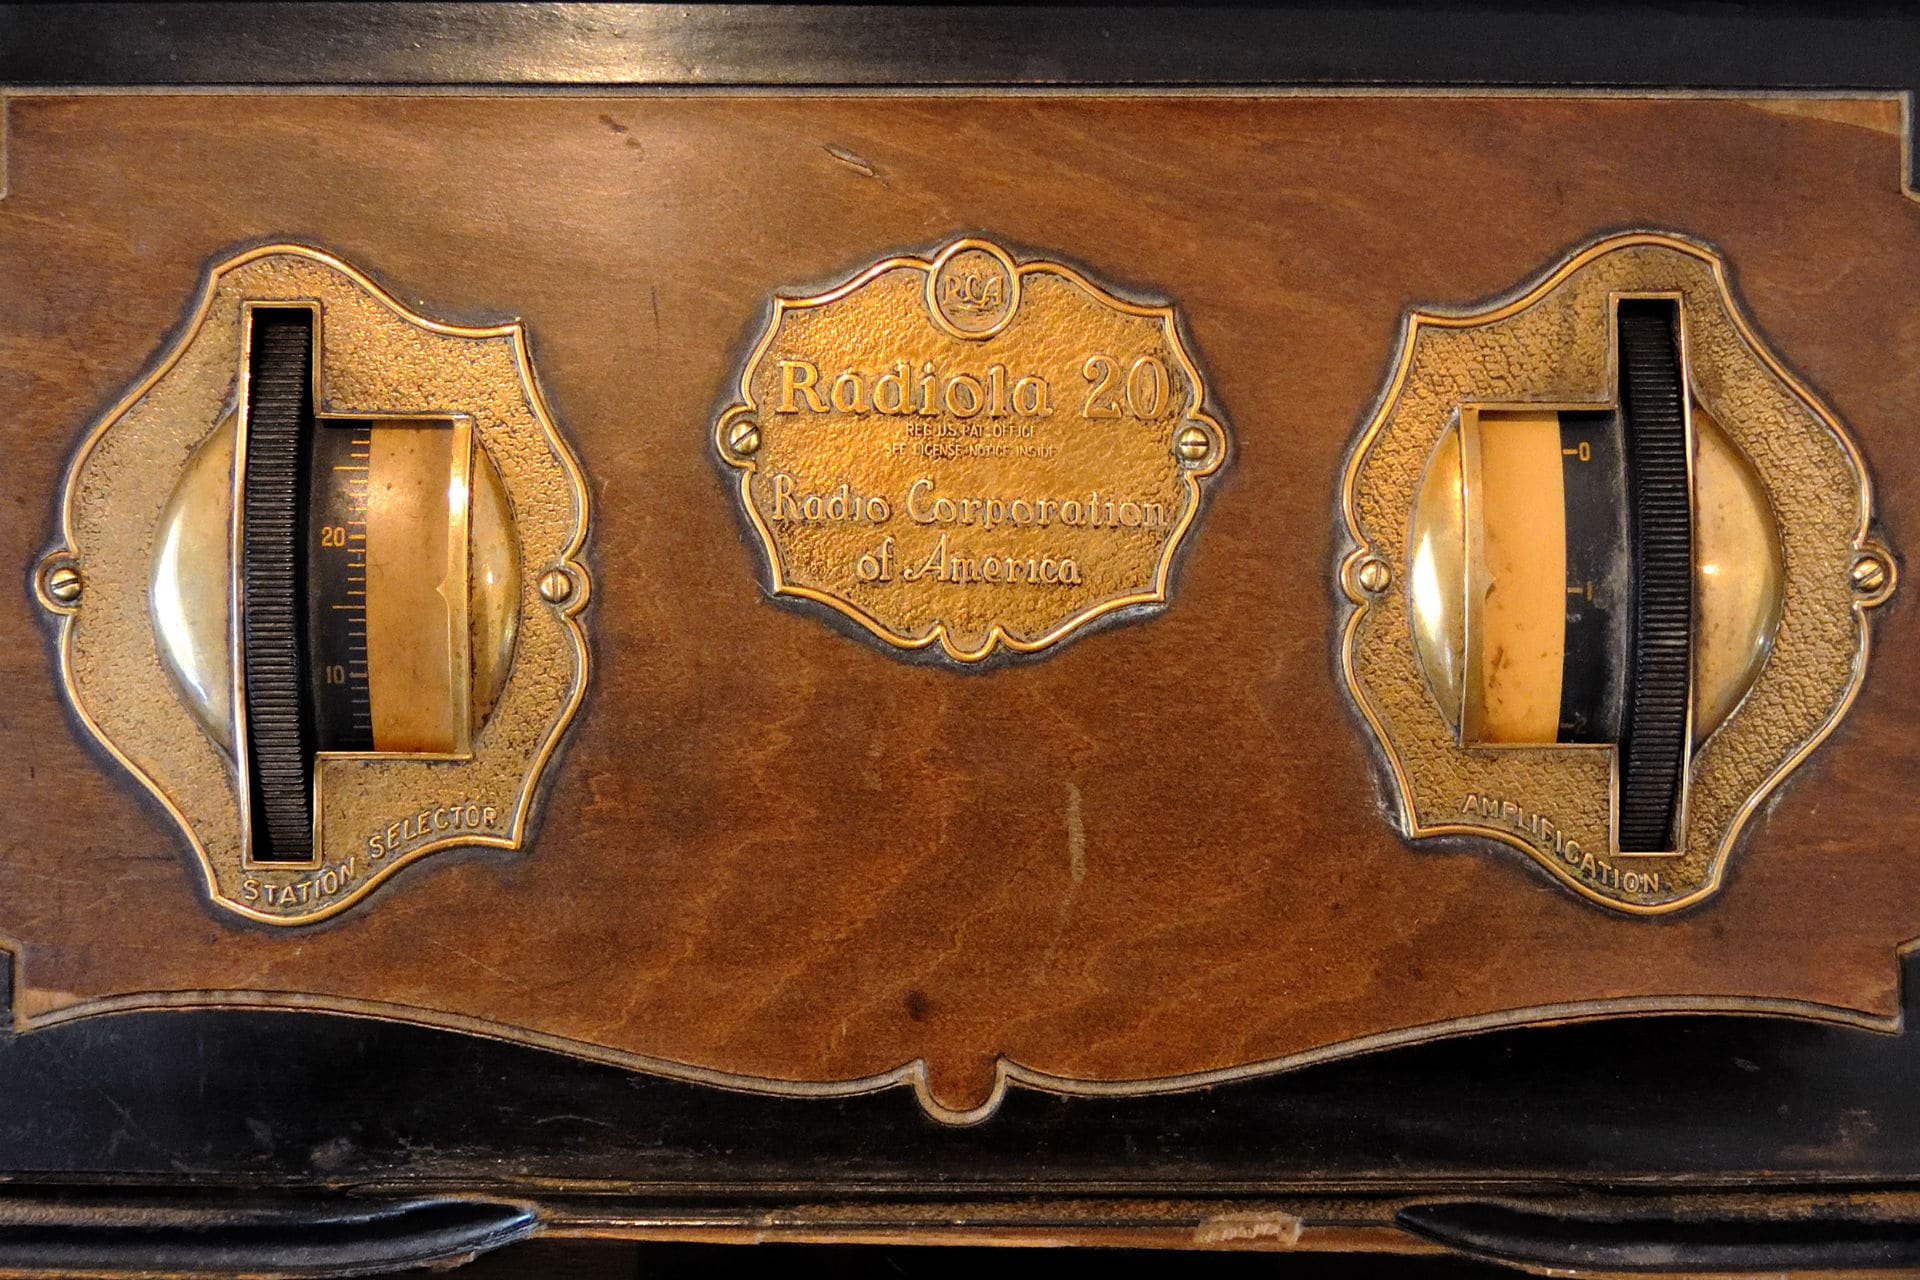 RCA
Radiola 20
REG. U.S. PAT. OFFICE
SEE LICENSE NOTICE INSIDE
Radio Corporation
of America
20
10
STATION SELECTOR
-0
-1
-2
AMPLIFICATION